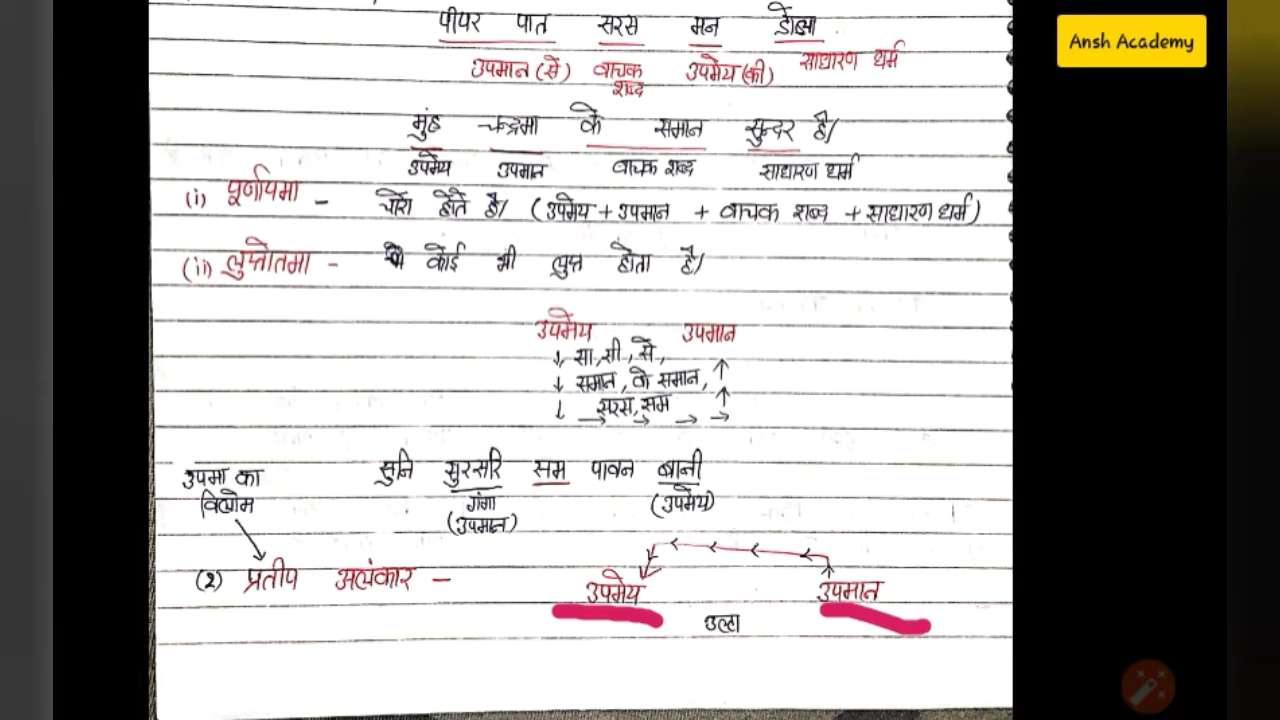 पीपर पात सरस मन डोला
उपमान (से) वाचक शब्द उपमेय (की) साधारण धर्म
Ansh Academy
मुंह चन्द्रमा के समान सुन्दर है।
उपमेय उपमान वाचक शब्द साधारण धर्म
(i) पूर्णोपमा - चारों होते है। (उपमेय + उपमान + वाचक शब्द + साधारण धर्म)
(ii) लुप्तोतमा - कोई भी लुप्त होता है।
उपमेय उपमान
↓ सा, सी, से, ↑
↓ समान, के समान, ↑
↓ सरस, सम
→ → → →
सुनि सुरसरि सम पावन बानी
उपमा का विलोम
गंगा (उपमेय)
(उपमान)
(२) प्रतीप अलंकार - उपमेय उपमान
उल्टा